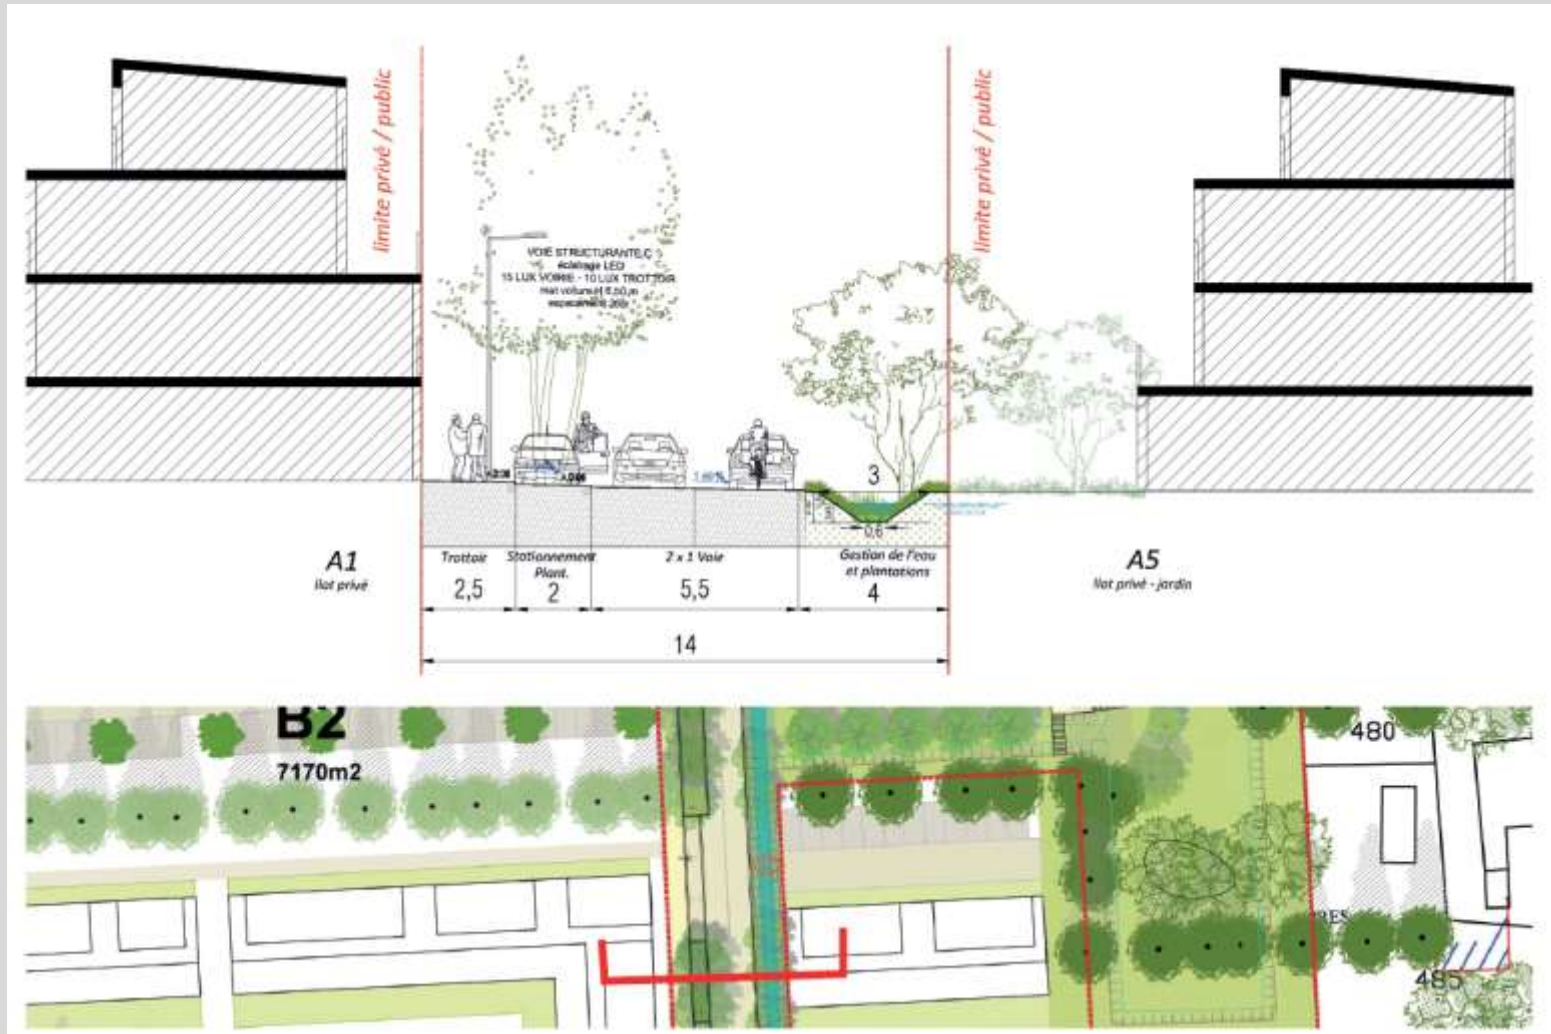 limite privé / public
limite privé / public
VOIE STRUCTURANTE C
éclairage LED
15 LUX VOIRIE - 10 LUX TROTTOIR
3
0,6
A1
ilot privé
Trottoir
Stationnement
Plant.
2 x 1 Voie
Gestion de l'eau
et plantations
A5
ilot privé - jardin
2,5
2
5,5
4
14
B2
7170m2
480
485